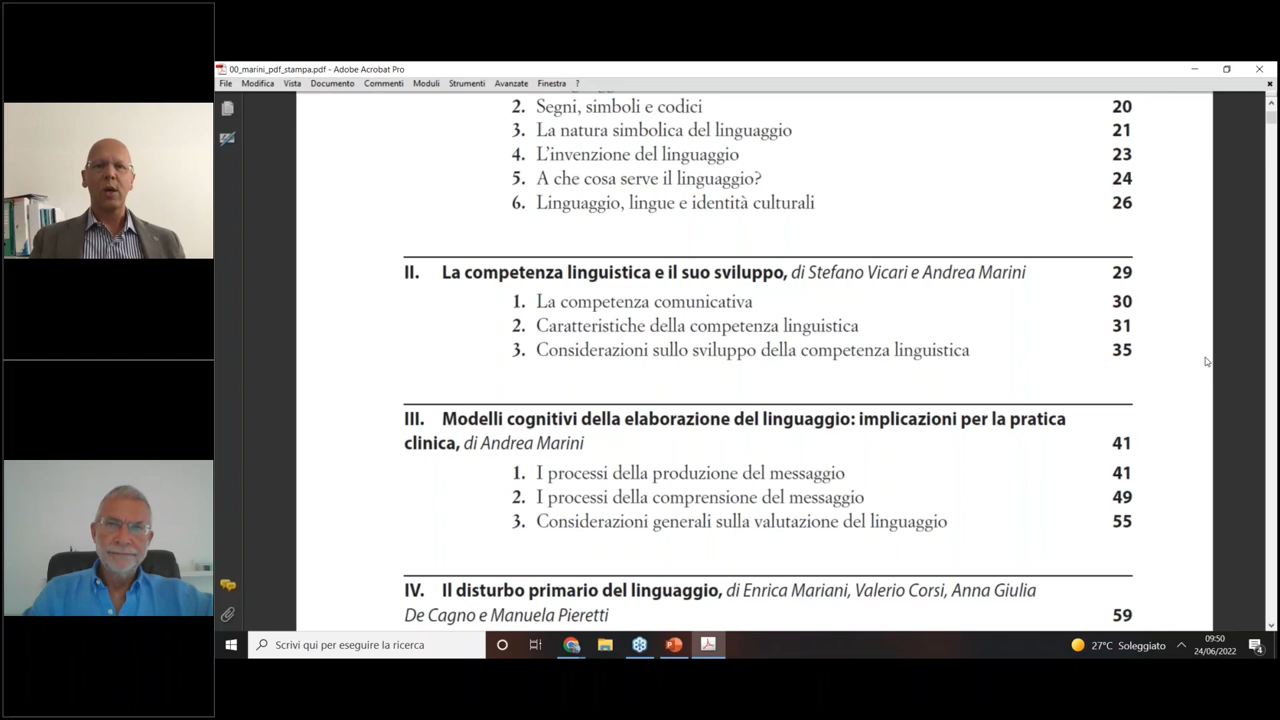 00_marini_pdf_stampa.pdf - Adobe Acrobat Pro
File Modifica Vista Documento Commenti Moduli Strumenti Avanzate Finestra ?
2. Segni, simboli e codici 20
3. La natura simbolica del linguaggio 21
4. L'invenzione del linguaggio 23
5. A che cosa serve il linguaggio? 24
6. Linguaggio, lingue e identità culturali 26
II. La competenza linguistica e il suo sviluppo, di Stefano Vicari e Andrea Marini 29
1. La competenza comunicativa 30
2. Caratteristiche della competenza linguistica 31
3. Considerazioni sullo sviluppo della competenza linguistica 35
III. Modelli cognitivi della elaborazione del linguaggio: implicazioni per la pratica
clinica, di Andrea Marini 41
1. I processi della produzione del messaggio 41
2. I processi della comprensione del messaggio 49
3. Considerazioni generali sulla valutazione del linguaggio 55
IV. Il disturbo primario del linguaggio, di Enrica Mariani, Valerio Corsi, Anna Giulia
De Cagno e Manuela Pieretti 59
Scrivi qui per eseguire la ricerca
27°C Soleggiato
09:50
24/06/2022
4